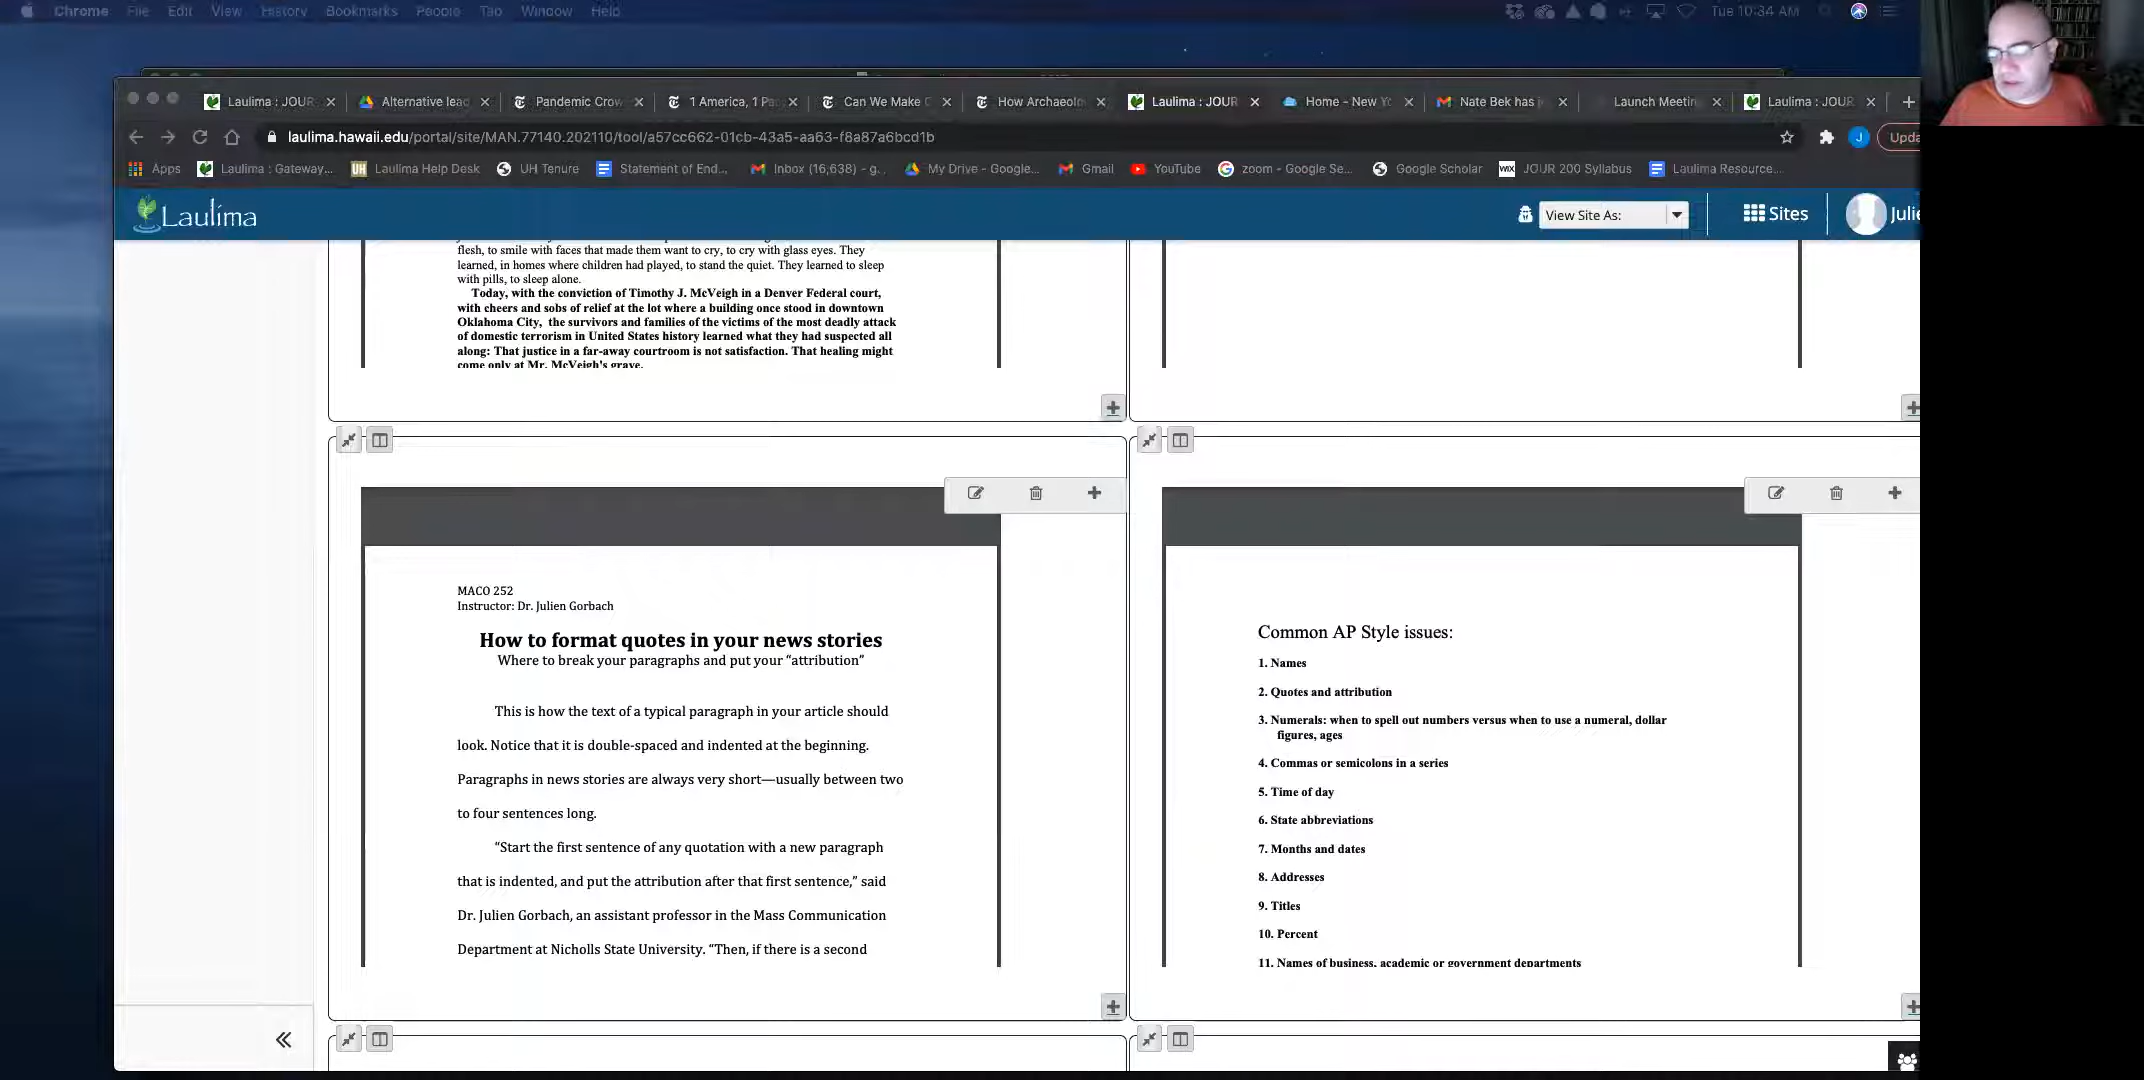 Chrome File Edit View History Bookmarks People Tab Window Help
Tue 10:34 AM
Laulima : JOUR
Alternative lead
Pandemic Crow
1 America, 1 Pa
Can We Make
How Archaeolo
Laulima : JOUR
Home - New Yo
Nate Bek has
Launch Meetin
Laulima : JOUR
laulima.hawaii.edu/portal/site/MAN.77140.202110/tool/a57cc662-01cb-43a5-aa63-f8a87a6bcd1b
J
Upda
Apps
Laulima : Gateway...
UH Laulima Help Desk
UH Tenure
Statement of End...
Inbox (16,638) - g...
My Drive - Google...
Gmail
YouTube
zoom - Google Se...
Google Scholar
WIX JOUR 200 Syllabus
Laulima Resource...
Laulima
View Site As:
Sites
Julie
flesh, to smile with faces that made them want to cry, to cry with glass eyes. They
learned, in homes where children had played, to stand the quiet. They learned to sleep
with pills, to sleep alone.
Today, with the conviction of Timothy J. McVeigh in a Denver Federal court,
with cheers and sobs of relief at the lot where a building once stood in downtown
Oklahoma City, the survivors and families of the victims of the most deadly attack
of domestic terrorism in United States history learned what they had suspected all
along: That justice in a far-away courtroom is not satisfaction. That healing might
come only at Mr. McVeigh's grave.
MACO 252
Instructor: Dr. Julien Gorbach
How to format quotes in your news stories
Where to break your paragraphs and put your “attribution”
This is how the text of a typical paragraph in your article should
look. Notice that it is double-spaced and indented at the beginning.
Paragraphs in news stories are always very short—usually between two
to four sentences long.
“Start the first sentence of any quotation with a new paragraph
that is indented, and put the attribution after that first sentence,” said
Dr. Julien Gorbach, an assistant professor in the Mass Communication
Department at Nicholls State University. “Then, if there is a second
Common AP Style issues:
1. Names
2. Quotes and attribution
3. Numerals: when to spell out numbers versus when to use a numeral, dollar
figures, ages
4. Commas or semicolons in a series
5. Time of day
6. State abbreviations
7. Months and dates
8. Addresses
9. Titles
10. Percent
11. Names of business, academic or government departments